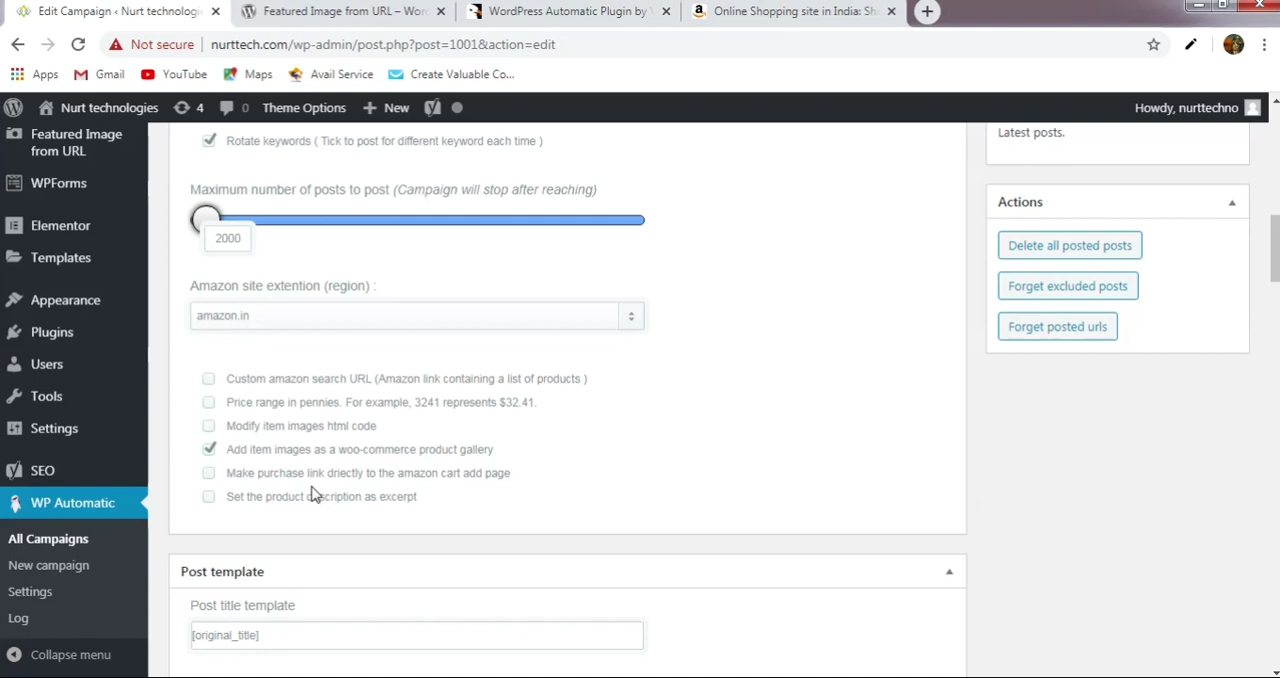 Edit Campaign < Nurt technologi
Featured Image from URL – Wor
WordPress Automatic Plugin by V
Online Shopping site in India: Sh
Not secure
nurttech.com/wp-admin/post.php?post=1001&action=edit
Apps
Gmail
YouTube
Maps
Avail Service
Create Valuable Co...
Nurt technologies
4
0
Theme Options
New
Howdy, nurttechno
Featured Image
from URL
WPForms
Elementor
Templates
Appearance
Plugins
Users
Tools
Settings
SEO
WP Automatic
All Campaigns
New campaign
Settings
Log
Collapse menu
Rotate keywords ( Tick to post for different keyword each time )
Maximum number of posts to post (Campaign will stop after reaching)
2000
Amazon site extention (region) :
amazon.in
Custom amazon search URL (Amazon link containing a list of products )
Price range in pennies. For example, 3241 represents $32.41.
Modify item images html code
Add item images as a woo-commerce product gallery
Make purchase link driectly to the amazon cart add page
Set the product description as excerpt
Post template
Post title template
[original_title]
Latest posts.
Actions
Delete all posted posts
Forget excluded posts
Forget posted urls